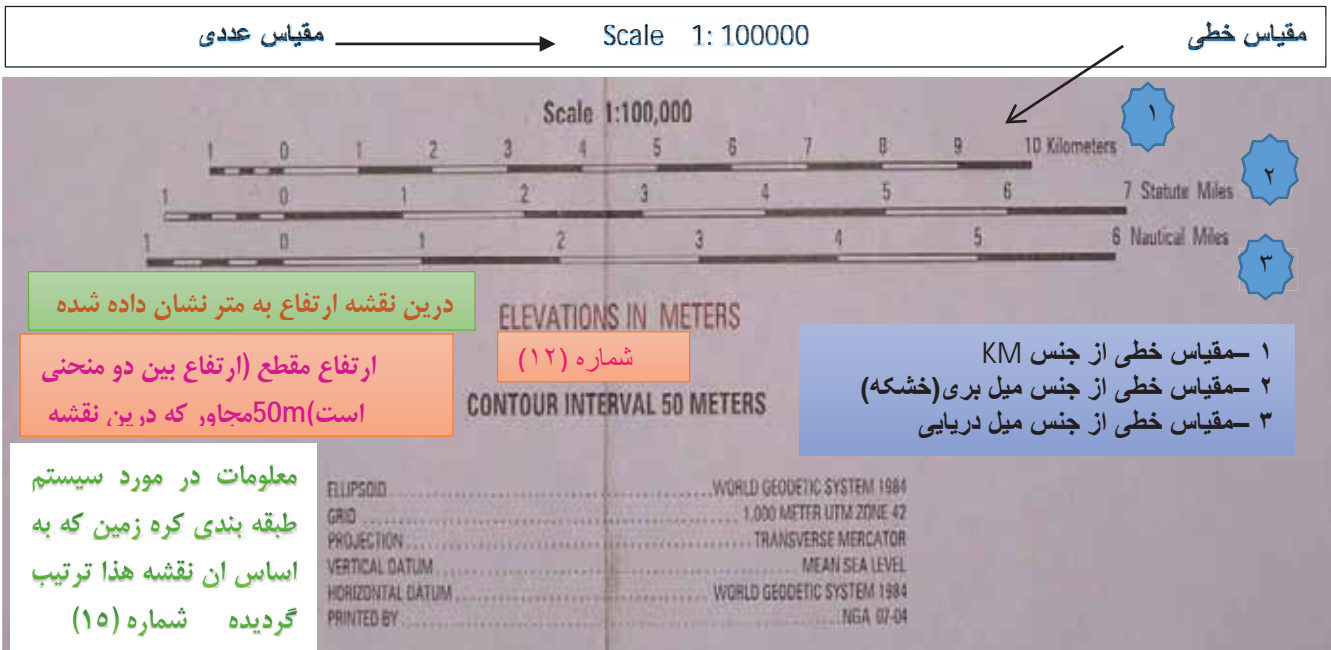 مقیاس خطی
Scale 1: 100000
مقیاس عددی
Scale 1:100,000
۱
1 0 1 2 3 4 5 6 7 8 9 10 Kilometers
۲
1 0 1 2 3 4 5 6 7 Statute Miles
1 0 1 2 3 4 5 6 Nautical Miles
۳
درین نقشه ارتفاع به متر نشان داده شده
ELEVATIONS IN METERS
ارتفاع مقطع (ارتفاع بین دو منحنی
مجاور که درین نقشه 50m(است
شماره (۱۲)
CONTOUR INTERVAL 50 METERS
۱ –مقیاس خطی از جنس KM
۲ –مقیاس خطی از جنس میل بری(خشکه)
۳ –مقیاس خطی از جنس میل دریایی
معلومات در مورد سیستم
طبقه بندی کره زمین که به
اساس ان نقشه هذا ترتیب
گردیده شماره (۱۵)
ELLIPSOID WORLD GEODETIC SYSTEM 1984
GRID 1,000 METER UTM ZONE 42
PROJECTION TRANSVERSE MERCATOR
VERTICAL DATUM MEAN SEA LEVEL
HORIZONTAL DATUM WORLD GEODETIC SYSTEM 1984
PRINTED BY NGA 07-04